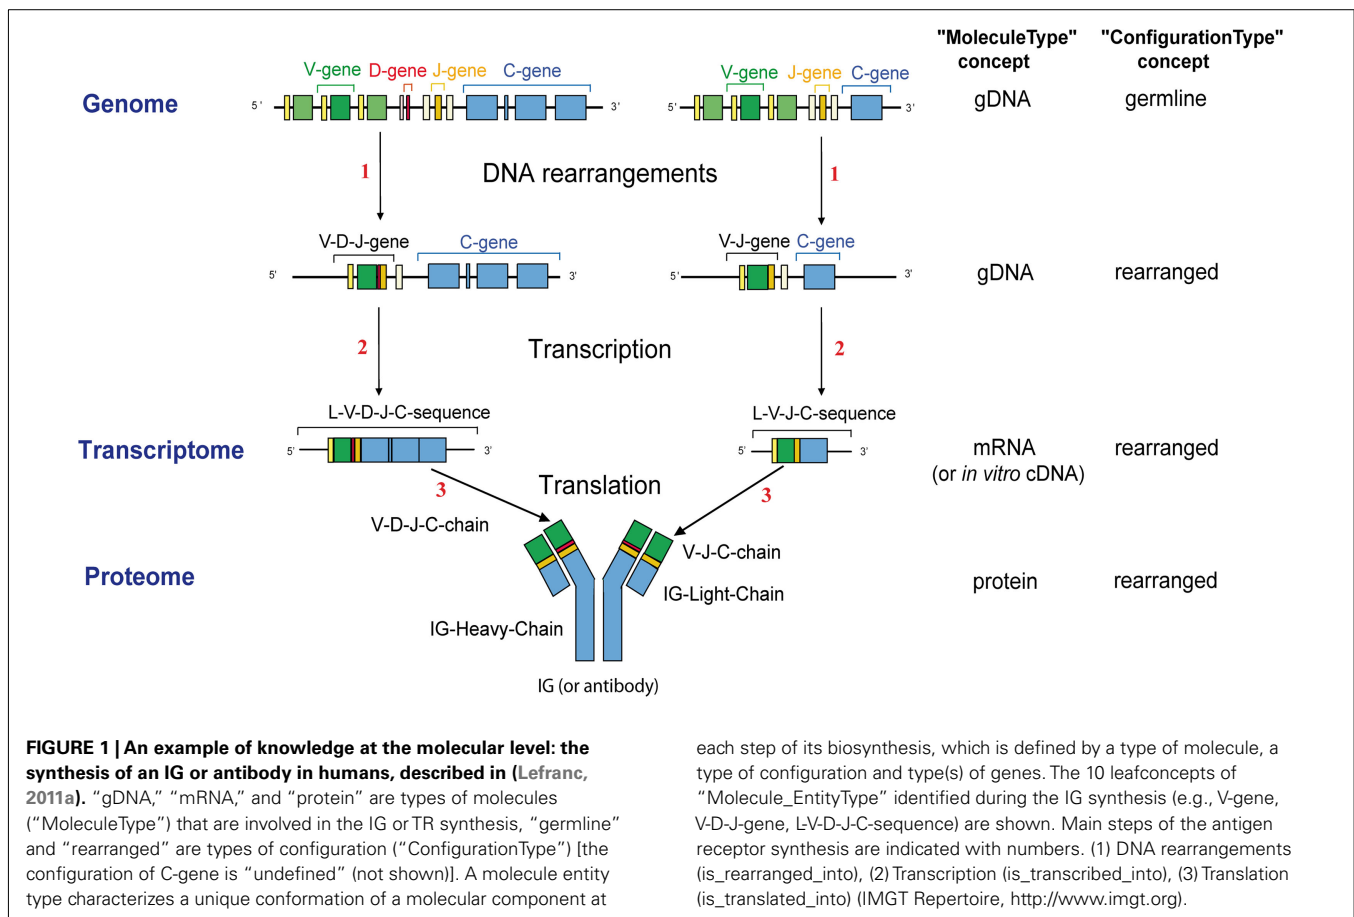 "MoleculeType" "ConfigurationType"
concept concept
V-gene D-gene J-gene C-gene V-gene J-gene C-gene
Genome 5' 3' 5' 3' gDNA germline
1 DNA rearrangements 1
V-D-J-gene C-gene V-J-gene C-gene
5' 3' 5' 3' gDNA rearranged
2 Transcription 2
L-V-D-J-C-sequence L-V-J-C-sequence
Transcriptome 5' 3' 5' 3' mRNA rearranged
(or in vitro cDNA)
3 Translation 3
V-D-J-C-chain
V-J-C-chain
Proteome protein rearranged
IG-Light-Chain
IG-Heavy-Chain
IG (or antibody)
FIGURE 1 | An example of knowledge at the molecular level: the
synthesis of an IG or antibody in humans, described in (Lefranc,
2011a). “gDNA,” “mRNA,” and “protein” are types of molecules
(“MoleculeType”) that are involved in the IG or TR synthesis, “germline”
and “rearranged” are types of configuration (“ConfigurationType”) [the
configuration of C-gene is “undefined” (not shown)]. A molecule entity
type characterizes a unique conformation of a molecular component at
each step of its biosynthesis, which is defined by a type of molecule, a
type of configuration and type(s) of genes. The 10 leafconcepts of
“Molecule_EntityType” identified during the IG synthesis (e.g., V-gene,
V-D-J-gene, L-V-D-J-C-sequence) are shown. Main steps of the antigen
receptor synthesis are indicated with numbers. (1) DNA rearrangements
(is_rearranged_into), (2) Transcription (is_transcribed_into), (3) Translation
(is_translated_into) (IMGT Repertoire, http://www.imgt.org).